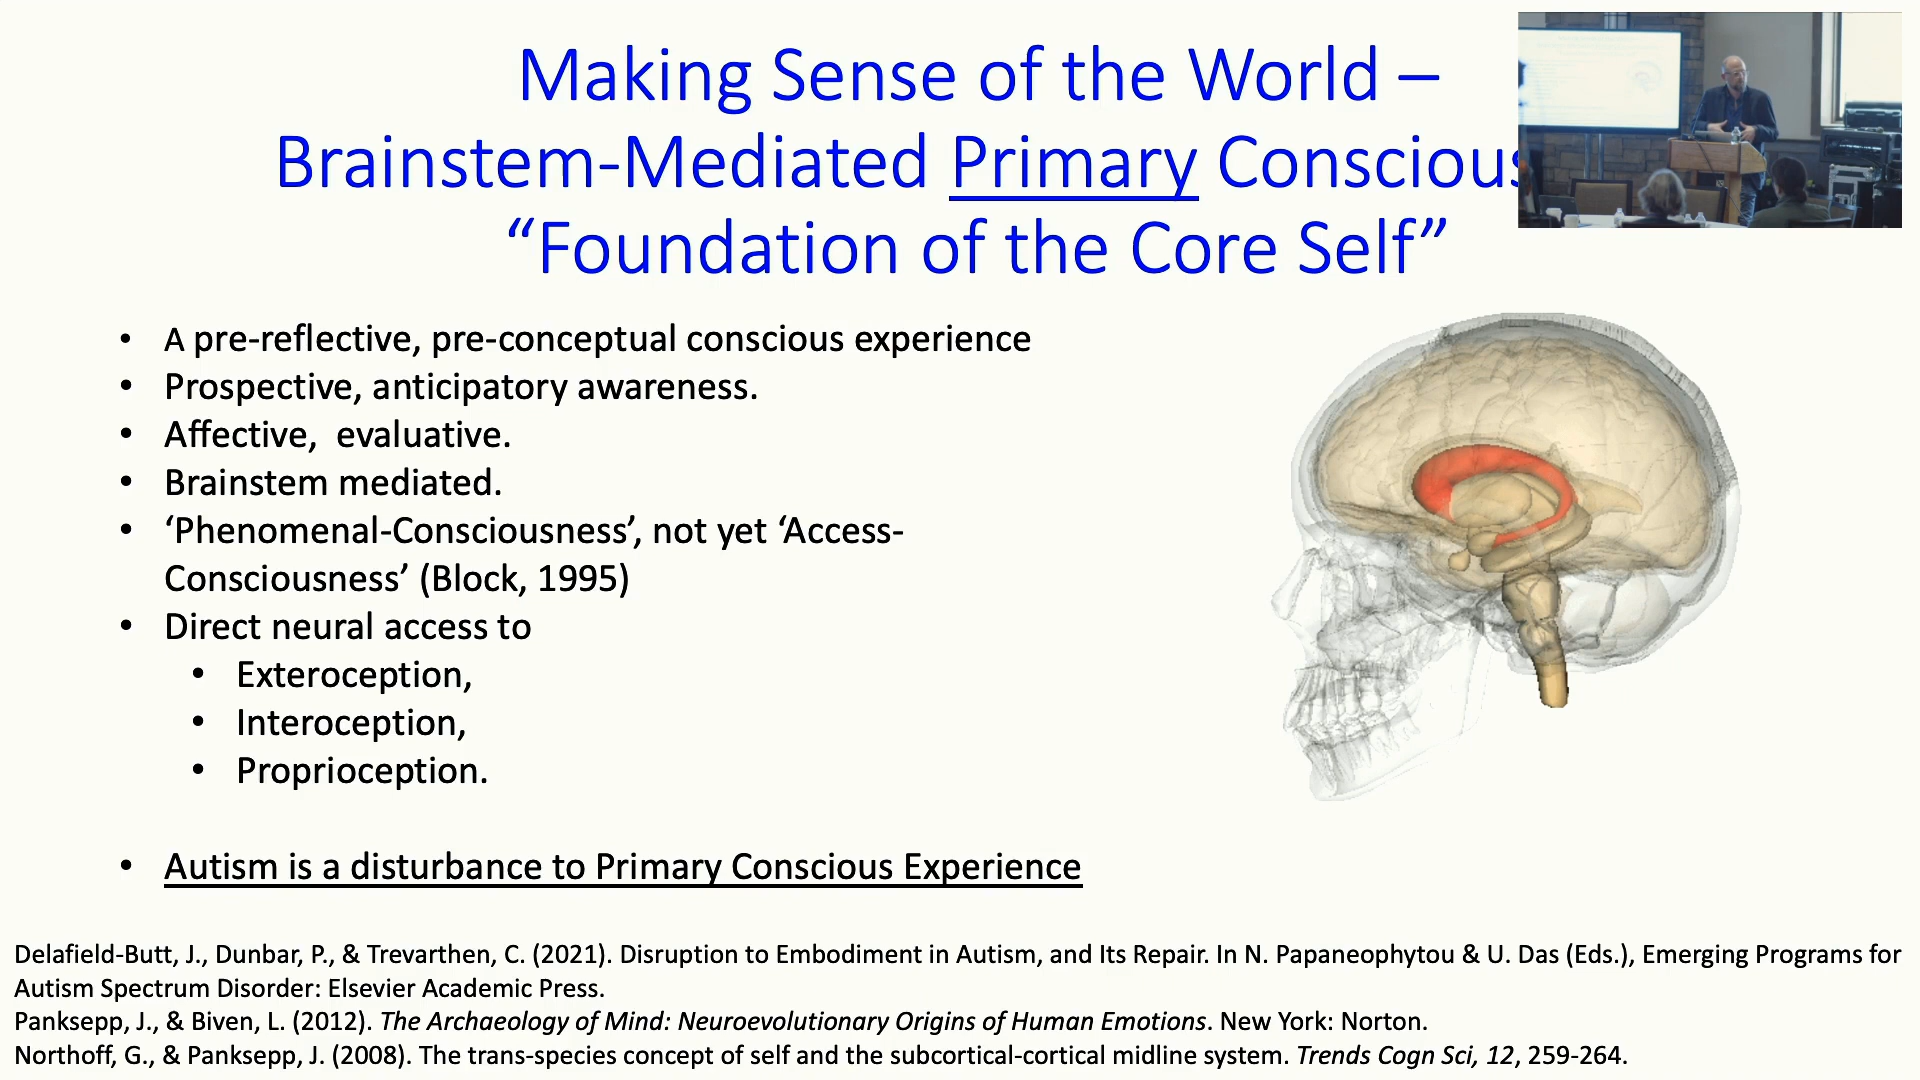 Making Sense of the World –
Brainstem-Mediated Primary
“Foundation of the Core Self”
• A pre-reflective, pre-conceptual conscious experience
• Prospective, anticipatory awareness.
• Affective,  evaluative.
• Brainstem mediated.
• ‘Phenomenal-Consciousness’, not yet ‘Access-
Consciousness’ (Block, 1995)
• Direct neural access to
• Exteroception,
• Interoception,
• Proprioception.
• Autism is a disturbance to Primary Conscious Experience
Delafield-Butt, J., Dunbar, P., & Trevarthen, C. (2021). Disruption to Embodiment in Autism, and Its Repair. In N. Papaneophytou & U. Das (Eds.), Emerging Programs for
Autism Spectrum Disorder: Elsevier Academic Press.
Panksepp, J., & Biven, L. (2012). The Archaeology of Mind: Neuroevolutionary Origins of Human Emotions. New York: Norton.
Northoff, G., & Panksepp, J. (2008). The trans-species concept of self and the subcortical-cortical midline system. Trends Cogn Sci, 12, 259-264.